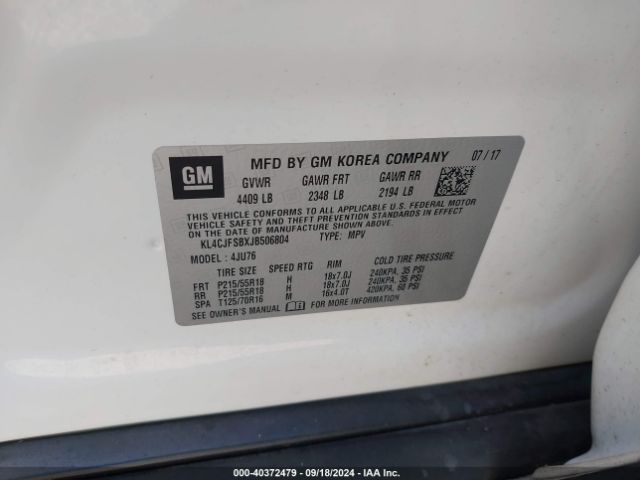 GM
MFD BY GM KOREA COMPANY 07/17
GVWR GAWR FRT GAWR RR
4409 LB 2348 LB 2194 LB
THIS VEHICLE CONFORMS TO ALL APPLICABLE U.S. FEDERAL MOTOR
VEHICLE SAFETY AND THEFT PREVENTION STANDARDS IN EFFECT ON
THE DATE OF MANUFACTURE SHOWN ABOVE.
KL4CJFSBXJB506804 TYPE: MPV
MODEL: 4JU76
TIRE SIZE SPEED RTG RIM COLD TIRE PRESSURE
FRT P215/55R18 H 18x7.0J 240KPA, 35 PSI
RR P215/55R18 H 18x7.0J 240KPA, 35 PSI
SPA T125/70R16 M 16x4.0T 420KPA, 60 PSI
SEE OWNER'S MANUAL FOR MORE INFORMATION
000-40372479 - 09/18/2024 - IAA Inc.